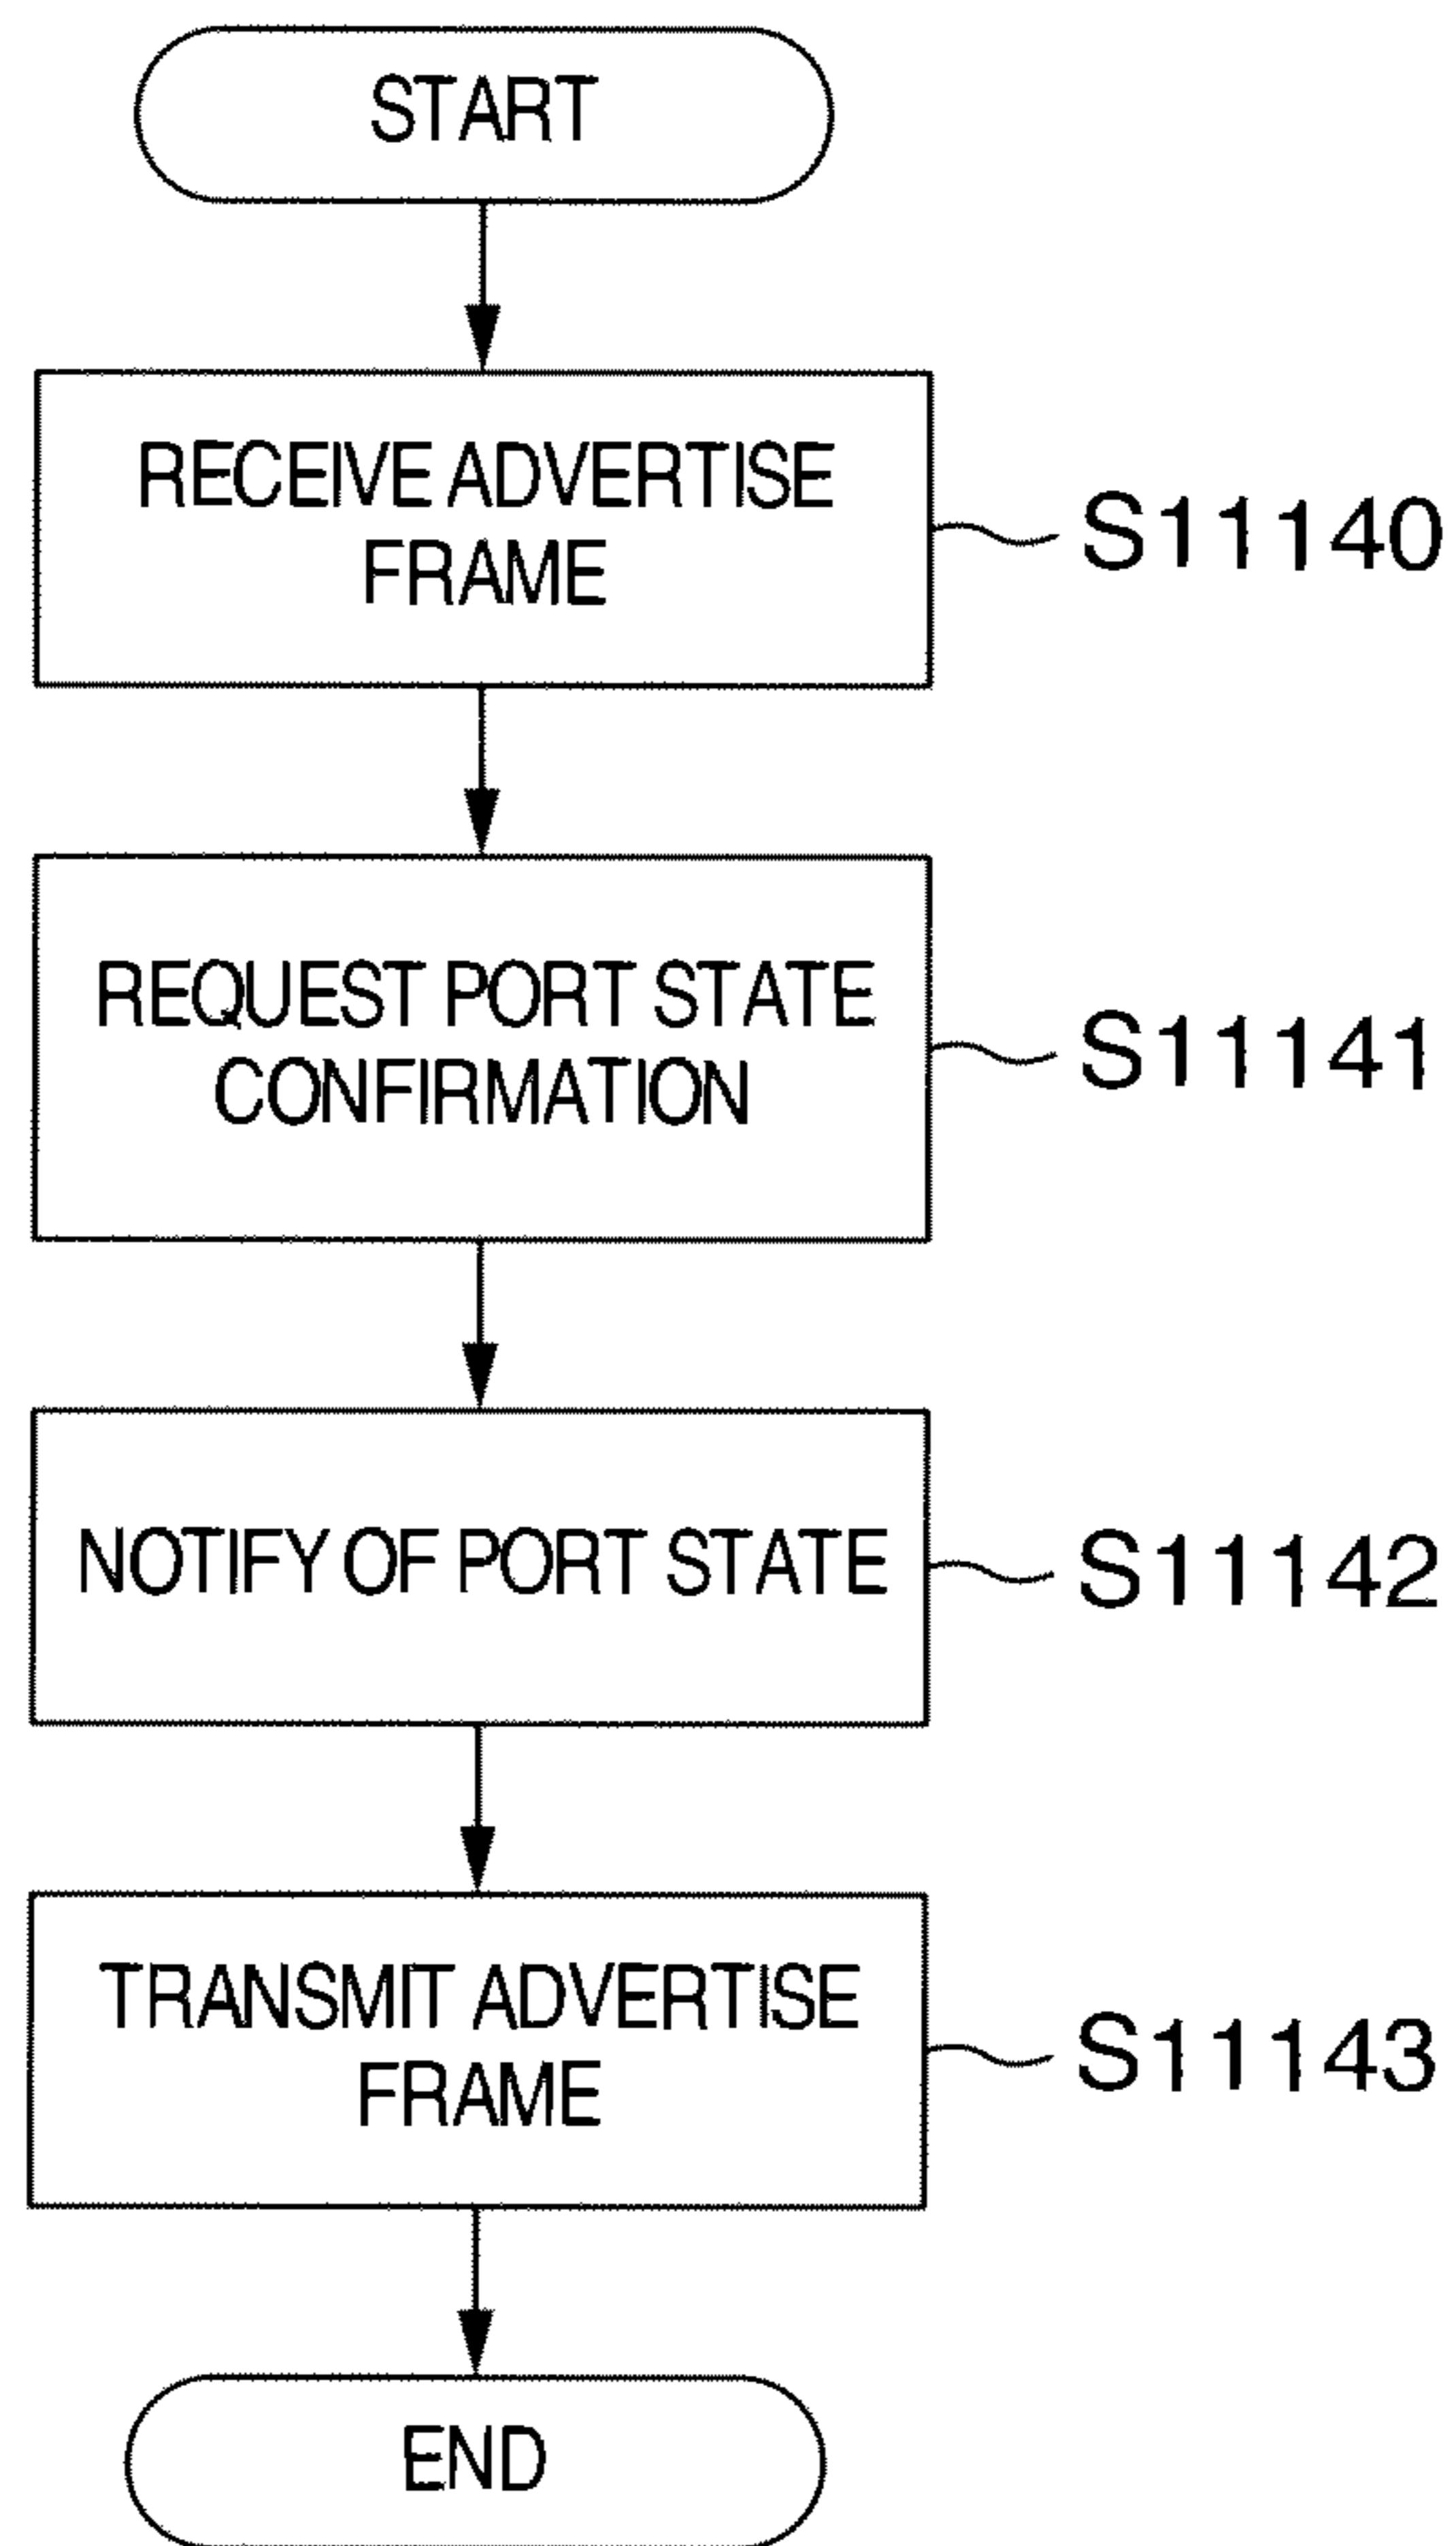 START
RECEIVE ADVERTISE
FRAME
S11140
REQUEST PORT STATE
CONFIRMATION
S11141
NOTIFY OF PORT STATE
S11142
TRANSMIT ADVERTISE
FRAME
S11143
END